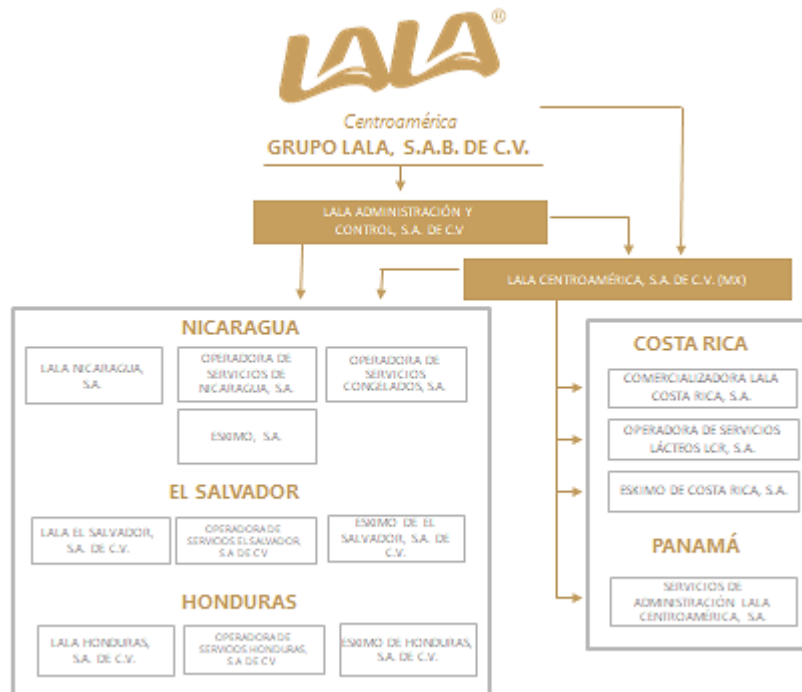 LALA®
Centroamérica
GRUPO LALA, S.A.B. DE C.V.
LALA ADMINISTRACIÓN Y
CONTROL, S.A. DE C.V
LALA CENTROAMÉRICA, S.A. DE C.V. (MX)
NICARAGUA
LALA NICARAGUA,
S.A.
OPERADORA DE
SERVICIOS DE
NICARAGUA, S.A.
OPERADORA DE
SERVICIOS
CONGELADOS, S.A.
ESKIMO, S.A.
EL SALVADOR
LALA EL SALVADOR,
S.A. DE C.V.
OPERADORA DE
SERVICIOS EL SALVADOR,
S.A. DE C.V
ESKIMO DE EL
SALVADOR, S.A. DE
C.V.
HONDURAS
LALA HONDURAS,
S.A. DE C.V.
OPERADORA DE
SERVICIOS HONDURAS,
S.A. DE C.V
ESKIMO DE HONDURAS,
S.A. DE C.V.
COSTA RICA
COMERCIALIZADORA LALA
COSTA RICA, S.A.
OPERADORA DE SERVICIOS
LÁCTEOS LCR, S.A.
ESKIMO DE COSTA RICA, S.A.
PANAMÁ
SERVICIOS DE
ADMINISTRACIÓN LALA
CENTROAMÉRICA, S.A.